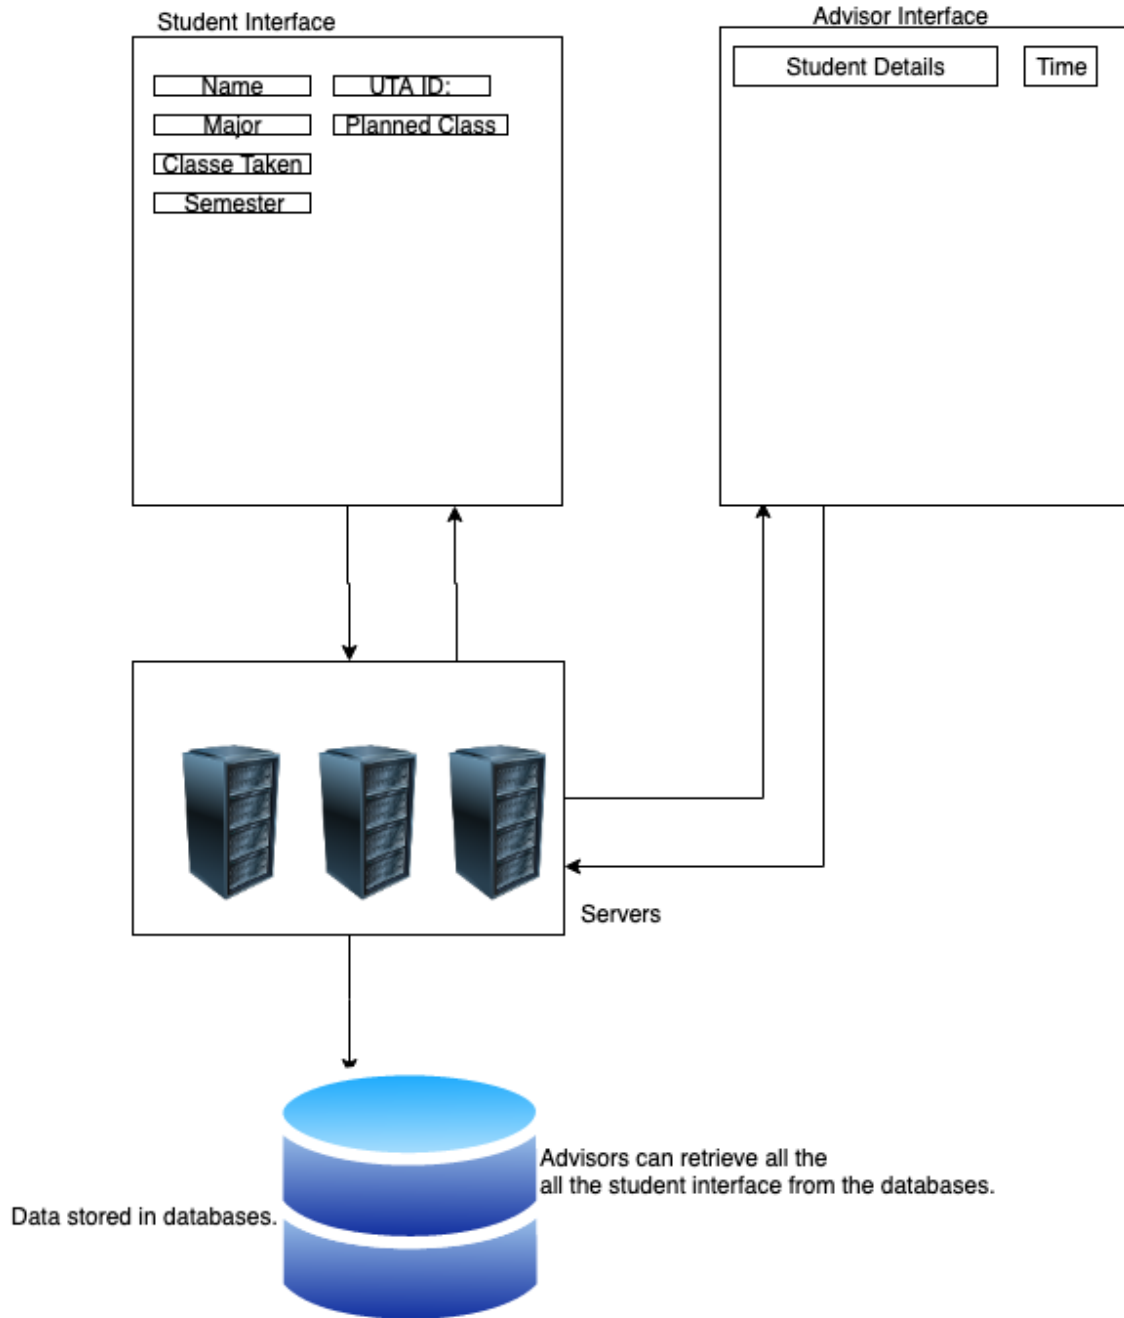 Student Interface
Advisor Interface
Name
UTA ID:
Student Details
Time
Major
Planned Class
Classe Taken
Semester
Servers
Advisors can retrieve all the
all the student interface from the databases.
Data stored in databases.